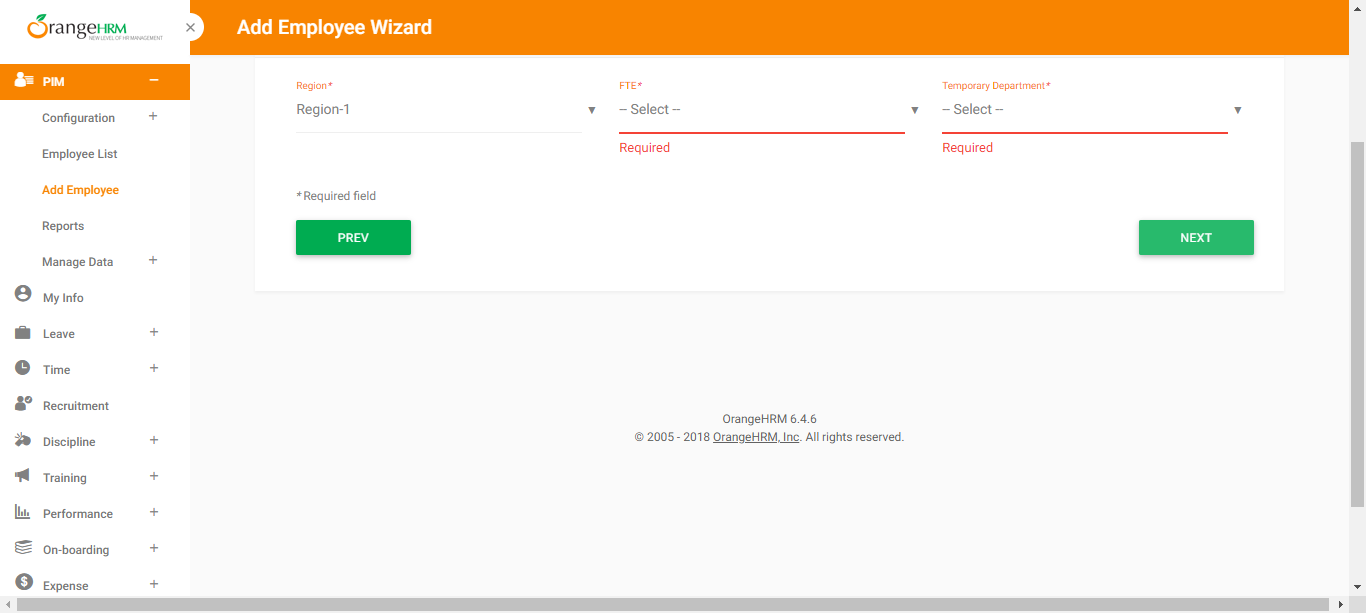 OrangeHRM
NEW LEVEL OF HR MANAGEMENT
Add Employee Wizard
PIM
Configuration
Employee List
Add Employee
Reports
Manage Data
My Info
Leave
Time
Recruitment
Discipline
Training
Performance
On-boarding
Expense
Region* FTE* Temporary Department*
Region-1 -- Select -- -- Select --
Required Required
* Required field
PREV NEXT
OrangeHRM 6.4.6
© 2005 - 2018 OrangeHRM, Inc. All rights reserved.